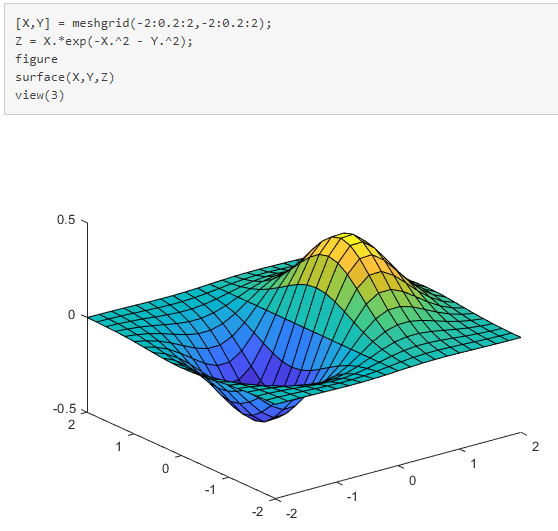 [X,Y] = meshgrid(-2:0.2:2,-2:0.2:2);
Z = X.*exp(-X.^2 - Y.^2);
figure
surface(X,Y,Z)
view(3)
0.5
0
-0.5
2
1
0
-1
-2
-2
-1
0
1
2